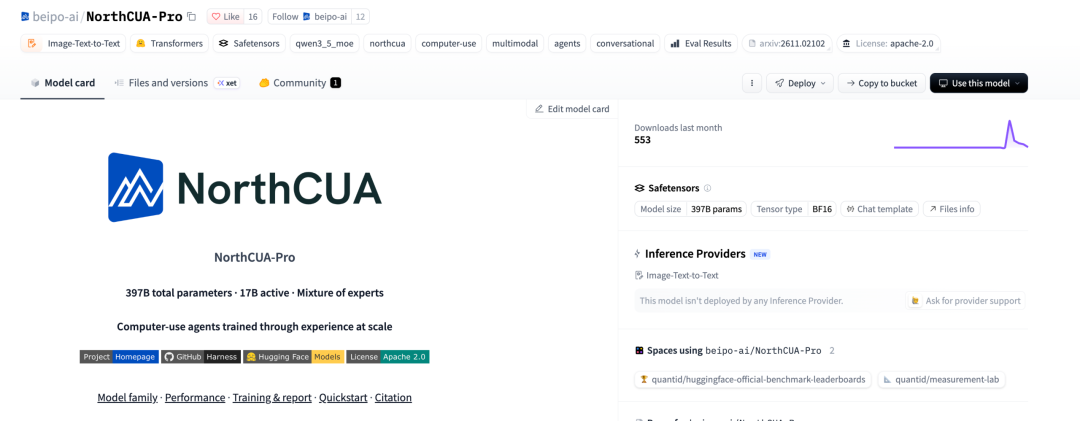 beipo-ai/NorthCUA-Pro Like 16 Follow beipo-ai 12
Image-Text-to-Text Transformers Safetensors qwen3_5_moe northcua computer-use multimodal agents conversational Eval Results arxiv:2611.02102 License: apache-2.0
Model card Files and versions xet Community 1 Deploy Copy to bucket Use this model
Edit model card
NorthCUA
NorthCUA-Pro
397B total parameters · 17B active · Mixture of experts
Computer-use agents trained through experience at scale
Project Homepage GitHub Harness Hugging Face Models License Apache 2.0
Model family · Performance · Training & report · Quickstart · Citation
Downloads last month
553
Safetensors
Model size 397B params Tensor type BF16 Chat template Files info
Inference Providers NEW
Image-Text-to-Text
This model isn't deployed by any Inference Provider. Ask for provider support
Spaces using beipo-ai/NorthCUA-Pro 2
quantid/huggingface-official-benchmark-leaderboards quantid/measurement-lab